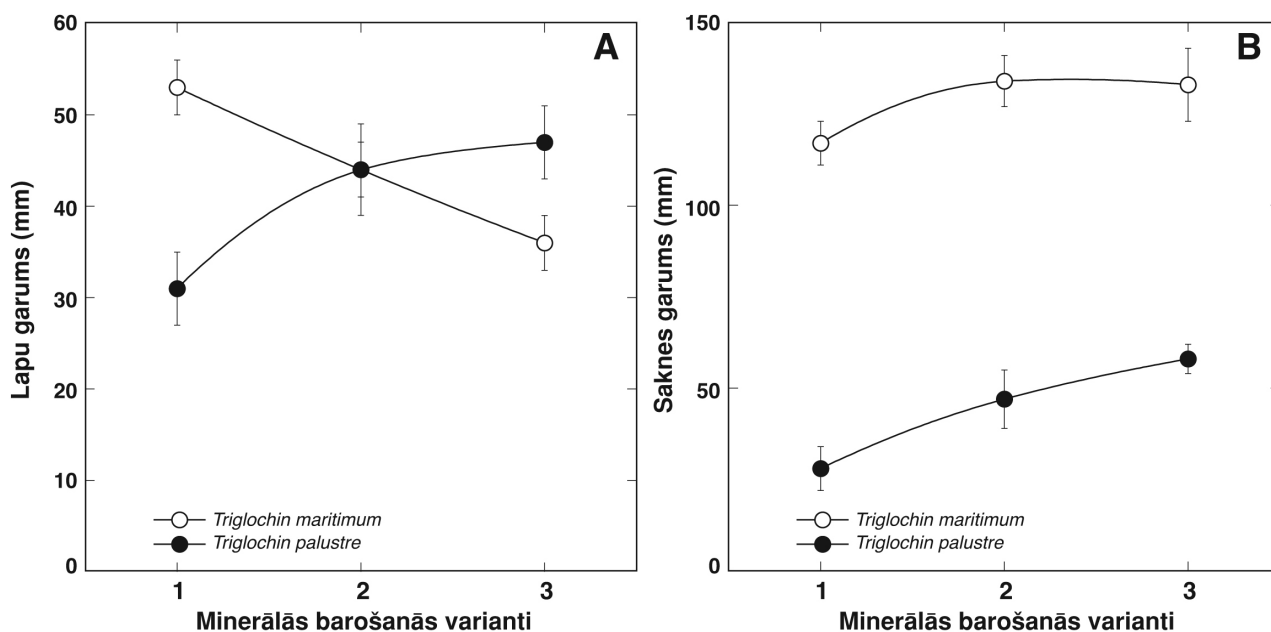 A
60
50
40
30
20
10
0
Lapu garums (mm)
Triglochin maritimum
Triglochin palustre
1 2 3
Minerālās barošanās varianti
B
150
100
50
0
Saknes garums (mm)
Triglochin maritimum
Triglochin palustre
1 2 3
Minerālās barošanās varianti